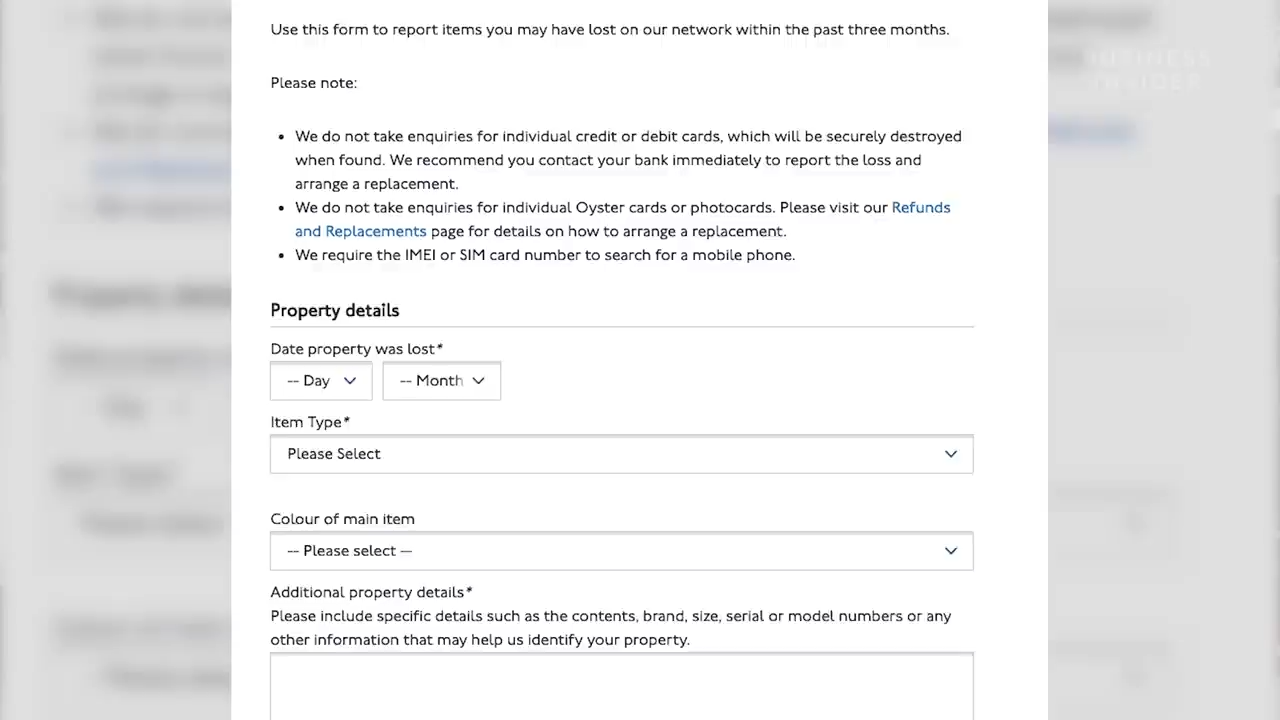 Use this form to report items you may have lost on our network within the past three months.
BUSINESS
INSIDER
Please note:
• We do not take enquiries for individual credit or debit cards, which will be securely destroyed
when found. We recommend you contact your bank immediately to report the loss and
arrange a replacement.
• We do not take enquiries for individual Oyster cards or photocards. Please visit our Refunds
and Replacements page for details on how to arrange a replacement.
• We require the IMEI or SIM card number to search for a mobile phone.
Property details
Date property was lost*
-- Day -- Month
Item Type*
Please Select
Colour of main item
-- Please select --
Additional property details*
Please include specific details such as the contents, brand, size, serial or model numbers or any
other information that may help us identify your property.